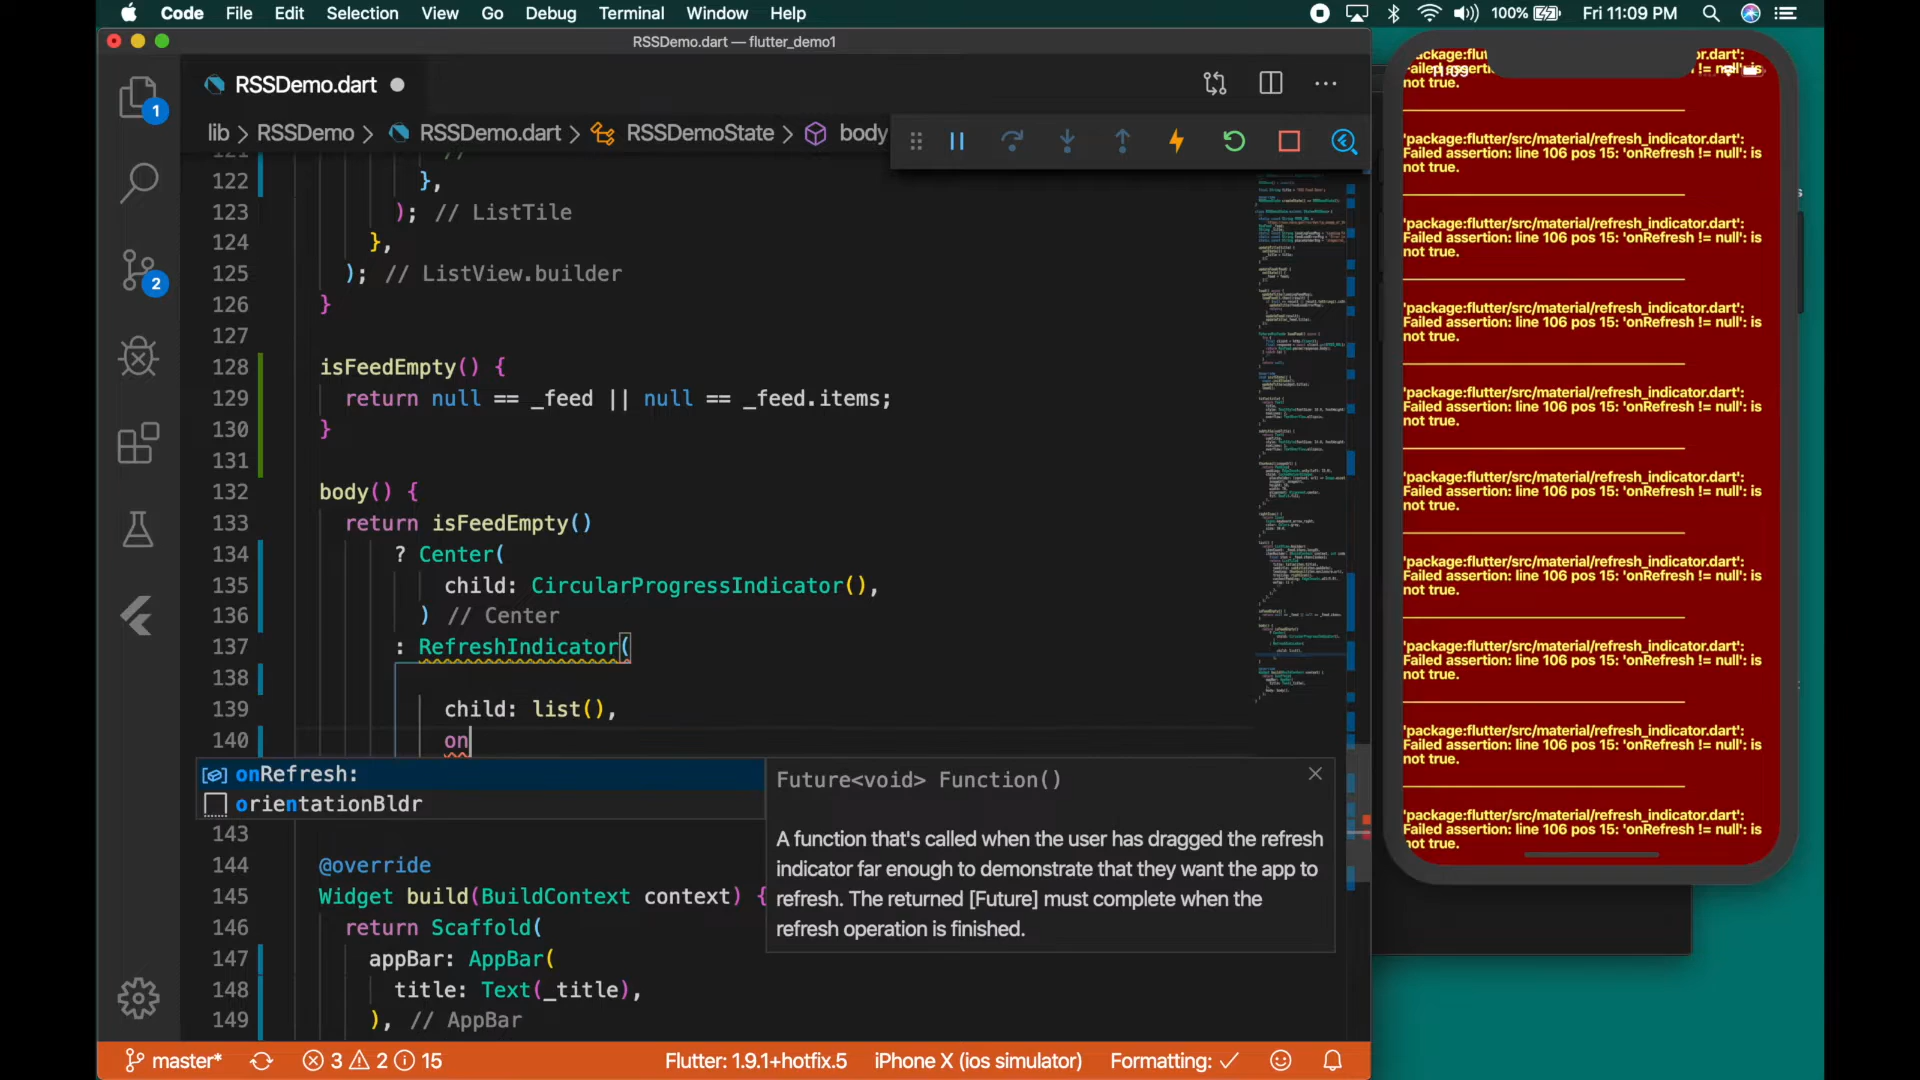 Code File Edit Selection View Go Debug Terminal Window Help
100% Fri 11:09 PM
RSSDemo.dart — flutter_demo1
RSSDemo.dart
1
lib > RSSDemo > RSSDemo.dart > RSSDemoState > body
122 },
123 ); // ListTile
124 },
125 ); // ListView.builder
126 }
127
128 isFeedEmpty() {
129 return null == _feed || null == _feed.items;
130 }
131
2
132 body() {
133 return isFeedEmpty()
134 ? Center(
135 child: CircularProgressIndicator(),
136 ) // Center
137 : RefreshIndicator(
138
139 child: list(),
140 on
onRefresh:
orientationBldr
Future<void> Function()
A function that's called when the user has dragged the refresh
indicator far enough to demonstrate that they want the app to
refresh. The returned [Future] must complete when the
refresh operation is finished.
143
144 @override
145 Widget build(BuildContext context) {
146 return Scaffold(
147 appBar: AppBar(
148 title: Text(_title),
149 ), // AppBar
master* 3 2 15 Flutter: 1.9.1+hotfix.5 iPhone X (ios simulator) Formatting: ✓
11:09
not true.
'package:flutter/src/material/refresh_indicator.dart':
Failed assertion: line 106 pos 15: 'onRefresh != null': is
not true.
'package:flutter/src/material/refresh_indicator.dart':
Failed assertion: line 106 pos 15: 'onRefresh != null': is
not true.
'package:flutter/src/material/refresh_indicator.dart':
Failed assertion: line 106 pos 15: 'onRefresh != null': is
not true.
'package:flutter/src/material/refresh_indicator.dart':
Failed assertion: line 106 pos 15: 'onRefresh != null': is
not true.
'package:flutter/src/material/refresh_indicator.dart':
Failed assertion: line 106 pos 15: 'onRefresh != null': is
not true.
'package:flutter/src/material/refresh_indicator.dart':
Failed assertion: line 106 pos 15: 'onRefresh != null': is
not true.
'package:flutter/src/material/refresh_indicator.dart':
Failed assertion: line 106 pos 15: 'onRefresh != null': is
not true.
'package:flutter/src/material/refresh_indicator.dart':
Failed assertion: line 106 pos 15: 'onRefresh != null': is
not true.
'package:flutter/src/material/refresh_indicator.dart':
Failed assertion: line 106 pos 15: 'onRefresh != null': is
not true.